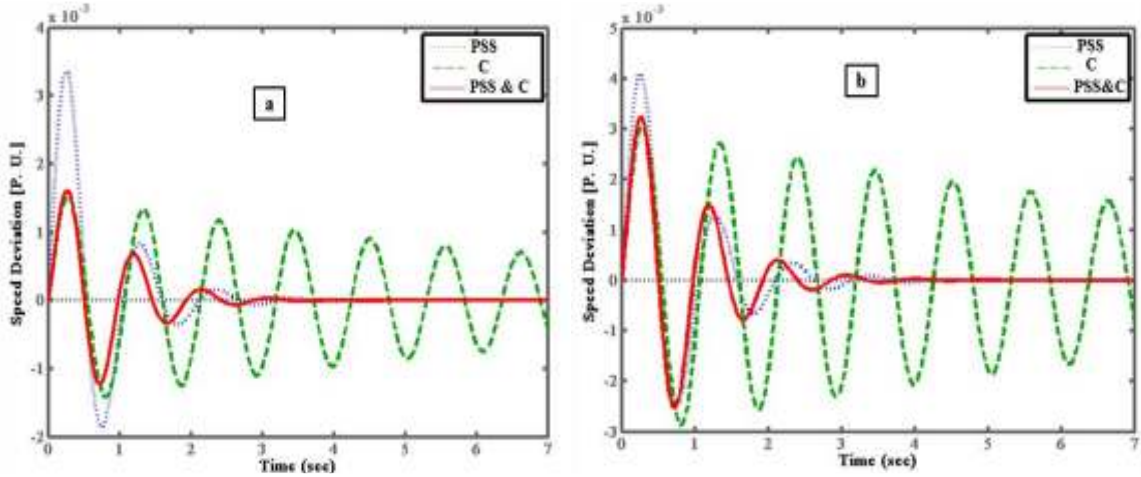 x 10⁻³
4
3
2
1
0
-1
-2
Speed Deviation [P. U.]
0 1 2 3 4 5 6 7
Time (sec)
a
PSS
C
PSS & C
x 10⁻³
5
4
3
2
1
0
-1
-2
-3
Speed Deviation [P. U.]
0 1 2 3 4 5 6 7
Time (sec)
b
PSS
C
PSS&C